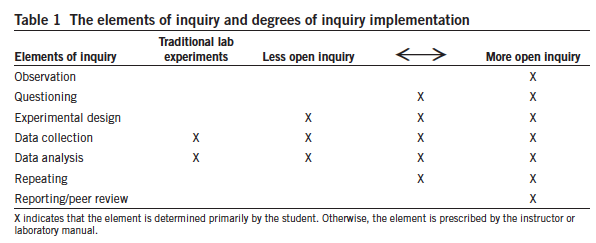 Table 1 The elements of inquiry and degrees of inquiry implementation
Traditional lab
Elements of inquiry experiments Less open inquiry ⟷ More open inquiry
Observation X
Questioning X X
Experimental design X X X
Data collection X X X X
Data analysis X X X X
Repeating X X
Reporting/peer review X
X indicates that the element is determined primarily by the student. Otherwise, the element is prescribed by the instructor or
laboratory manual.